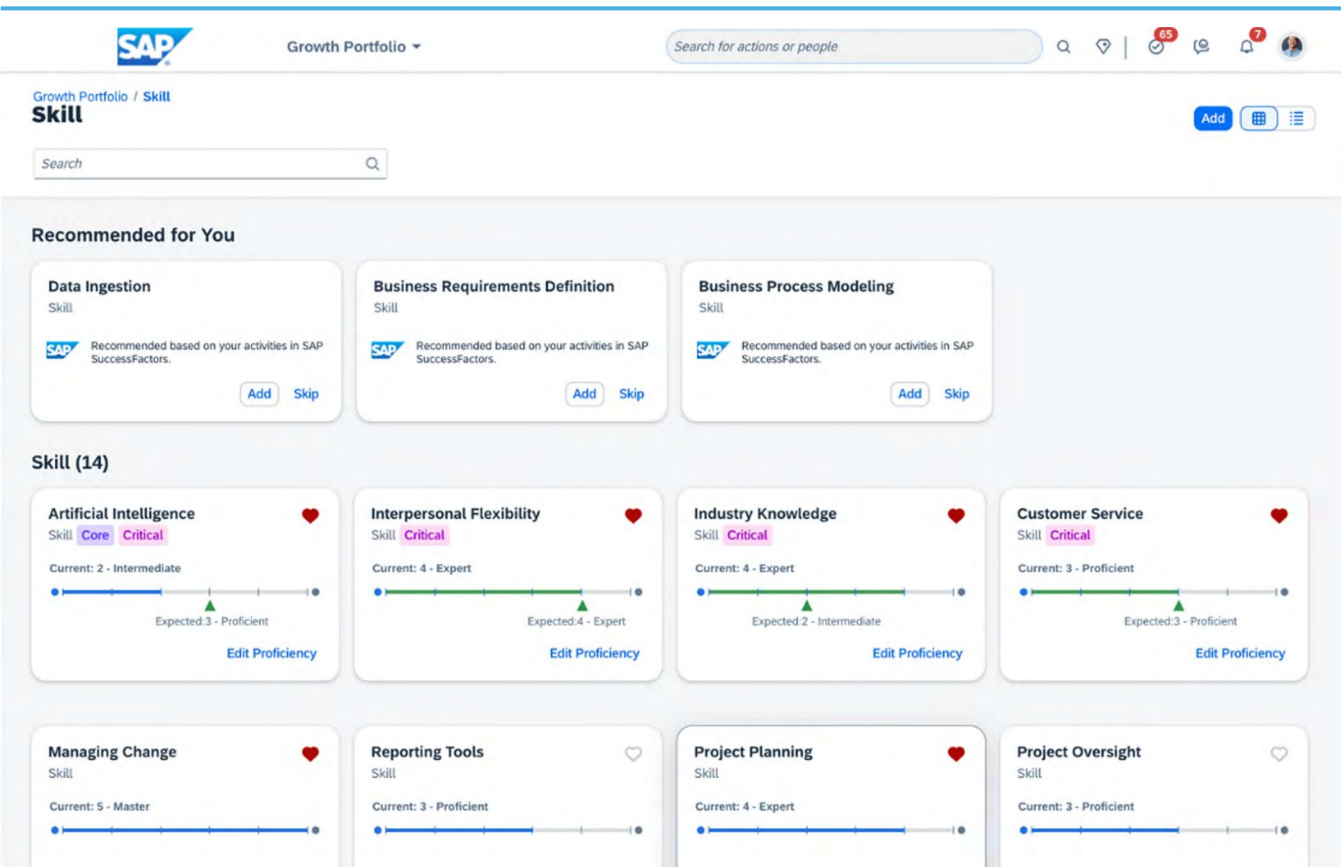 SAP
Growth Portfolio
Search for actions or people
65
7
Growth Portfolio / Skill
Skill
Add
Search
Recommended for You
Data Ingestion
Skill
SAP
Recommended based on your activities in SAP
SuccessFactors.
Add Skip
Business Requirements Definition
Skill
SAP
Recommended based on your activities in SAP
SuccessFactors.
Add Skip
Business Process Modeling
Skill
SAP
Recommended based on your activities in SAP
SuccessFactors.
Add Skip
Skill (14)
Artificial Intelligence
Skill Core Critical
Current: 2 - Intermediate
Expected:3 - Proficient
Edit Proficiency
Interpersonal Flexibility
Skill Critical
Current: 4 - Expert
Expected:4 - Expert
Edit Proficiency
Industry Knowledge
Skill Critical
Current: 4 - Expert
Expected:2 - Intermediate
Edit Proficiency
Customer Service
Skill Critical
Current: 3 - Proficient
Expected:3 - Proficient
Edit Proficiency
Managing Change
Skill
Current: 5 - Master
Reporting Tools
Skill
Current: 3 - Proficient
Project Planning
Skill
Current: 4 - Expert
Project Oversight
Skill
Current: 3 - Proficient